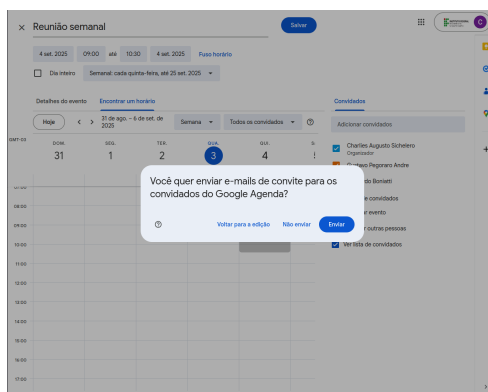 Reunião semanal
Salvar
4 set. 2025 09:00 até 10:30 4 set. 2025 Fuso horário
Dia inteiro Semanal: cada quinta-feira, até 25 set. 2025
Detalhes do evento Encontrar um horário Convidados
Hoje 31 de ago. – 6 de set. de 2025 Semana Todos os convidados
Adicionar convidados
GMT-03
DOM. SEG. TER. QUA. QUI.
31 1 2 3 4
Charlles Augusto Sicheiero
Organizador
Gustavo Pegoraro Andre
do Boniatti
Você quer enviar e-mails de convite para os
convidados do Google Agenda?
Voltar para a edição Não enviar Enviar
de convidados
evento
outras pessoas
Ver lista de convidados
08:00
09:00
10:00
11:00
12:00
13:00
14:00
15:00
16:00
17:00
C